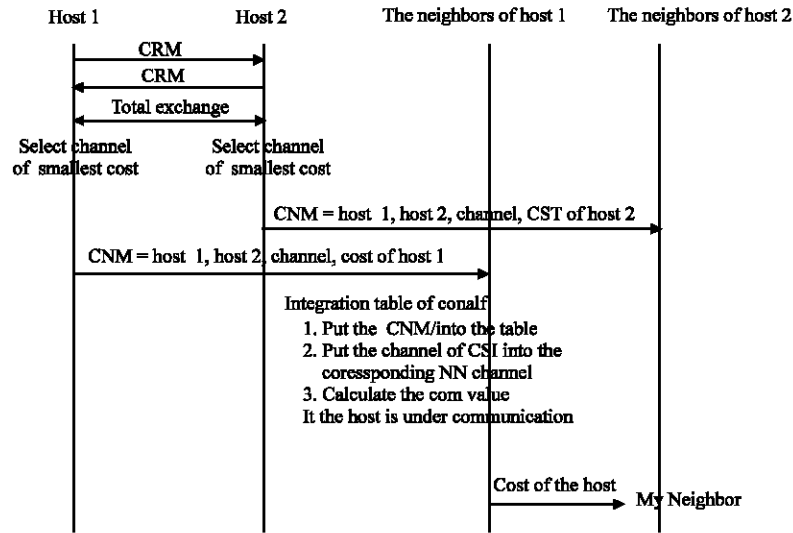 Host 1
Host 2
The neighbors of host 1
The neighbors of host 2
CRM
CRM
Total exchange
Select channel
of smallest cost
Select channel
of smallest cost
CNM = host 1, host 2, channel, CST of host 2
CNM = host 1, host 2, channel, cost of host 1
Integration table of conalf
1. Put the CNM/into the table
2. Put the channel of CSI into the
coressponding NN channel
3. Calculate the com value
It the host is under communication
Cost of the host
My Neighbor